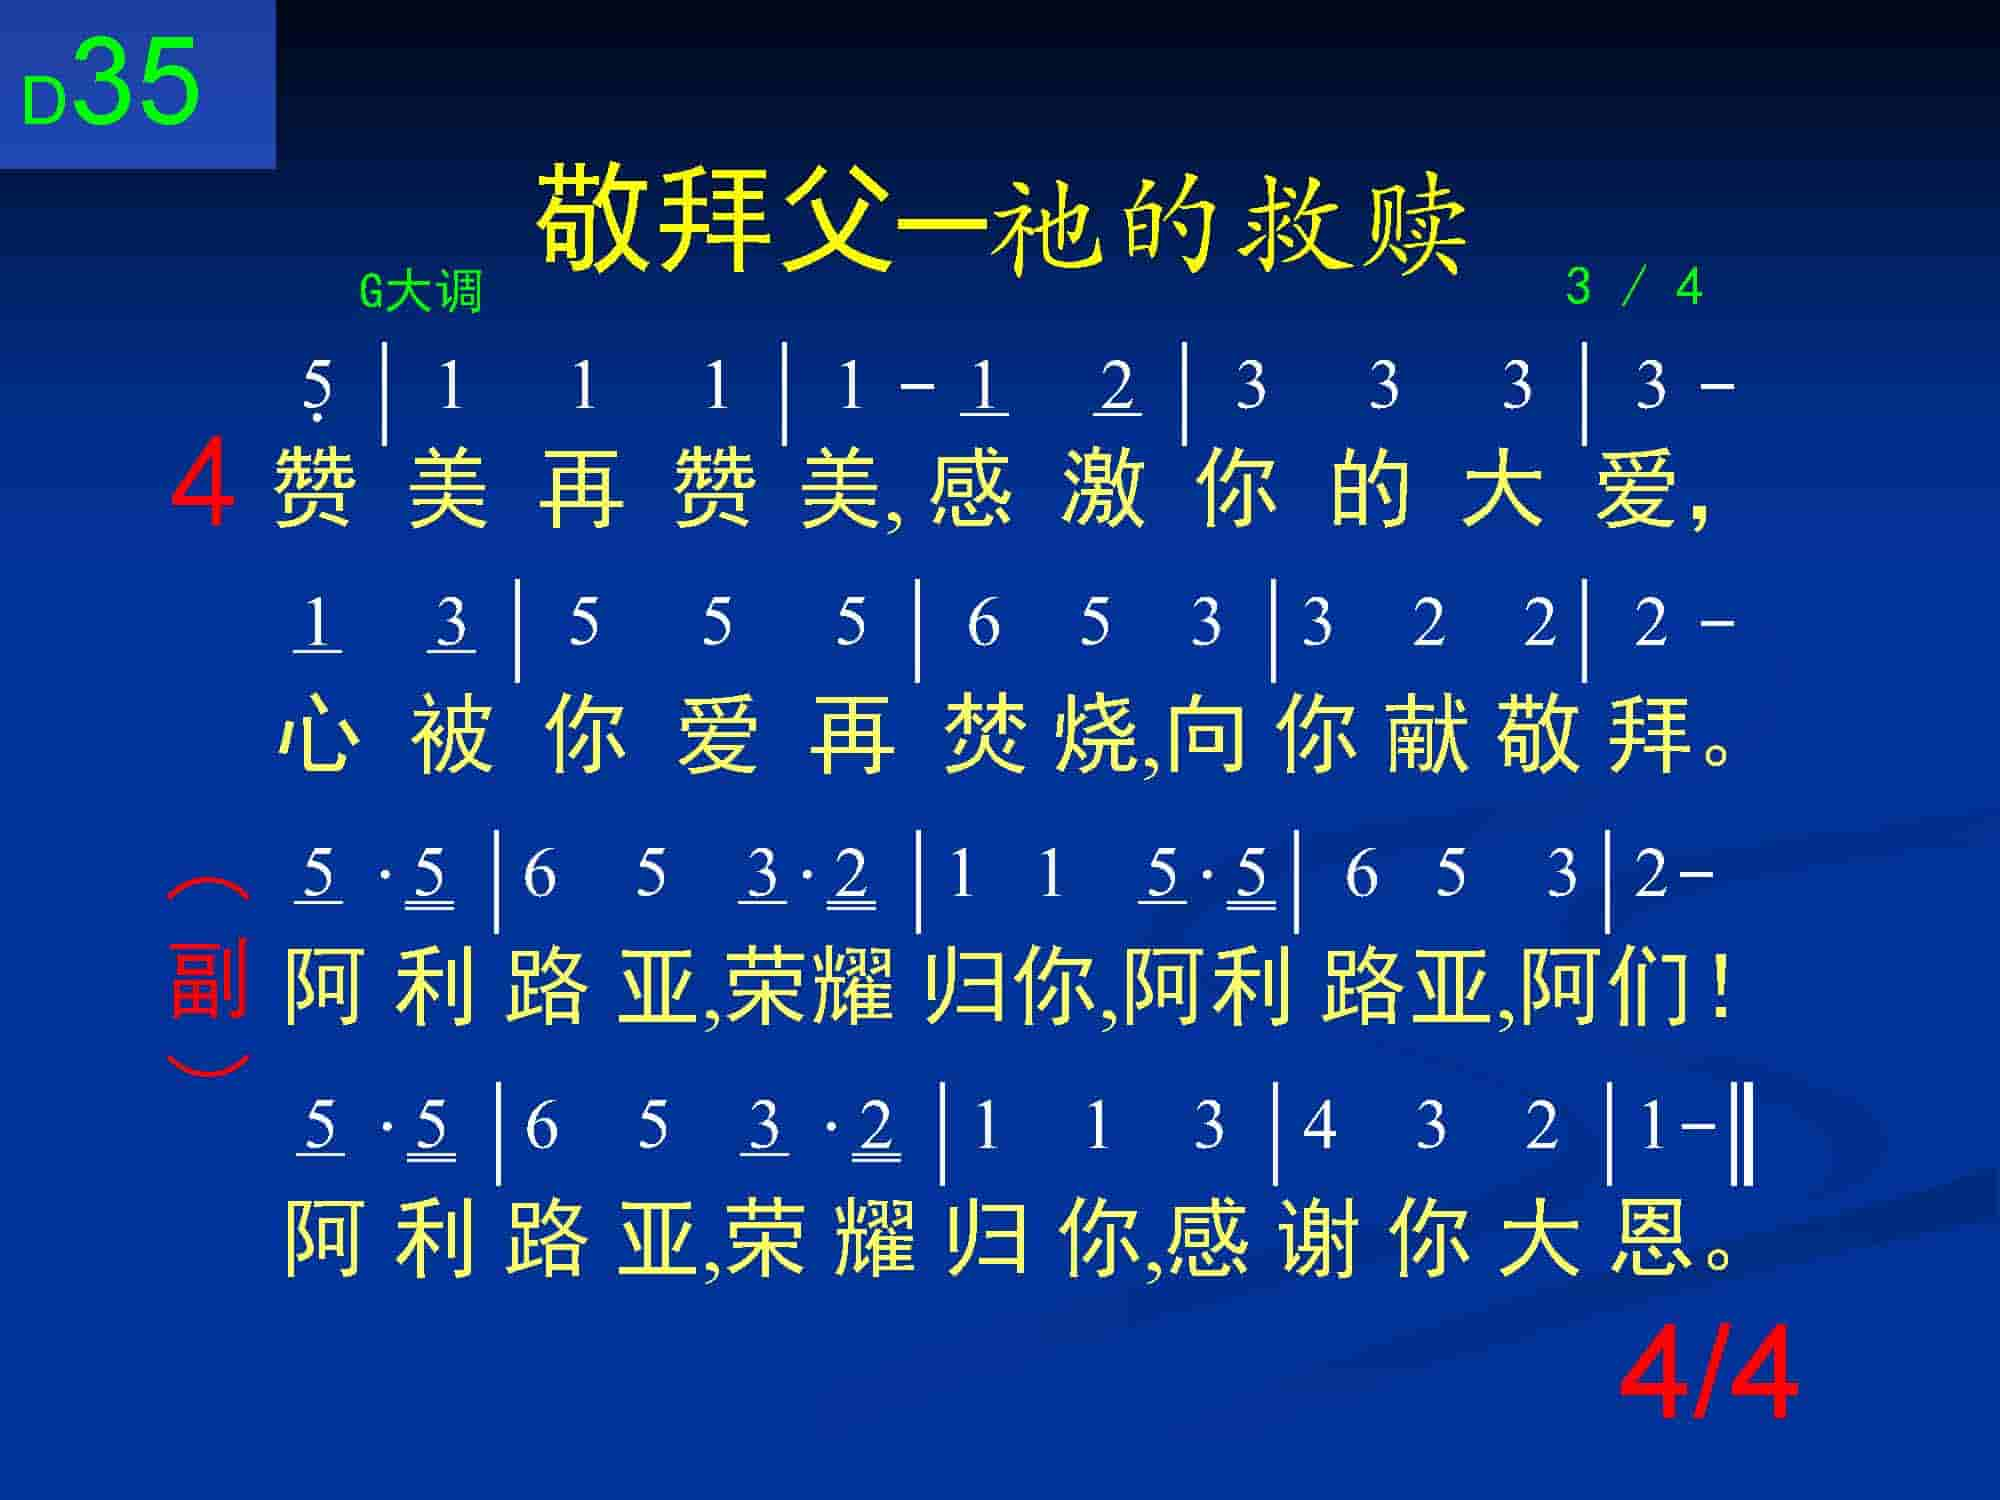 D35
敬拜父—祂的救赎
G大调 3 / 4
5̣ | 1 1 1 | 1 - 1 2 | 3 3 3 | 3 -
4 赞美再赞美,感激你的大爱,
1 3 | 5 5 5 | 6 5 3 | 3 2 2 | 2 -
心被你爱再焚烧,向你献敬拜。
5 · 5 | 6 5 3 · 2 | 1 1 5 · 5 | 6 5 3 | 2 -
(副) 阿利路亚,荣耀归你,阿利路亚,阿们!
5 · 5 | 6 5 3 · 2 | 1 1 3 | 4 3 2 | 1 - ‖
阿利路亚,荣耀归你,感谢你大恩。
4/4